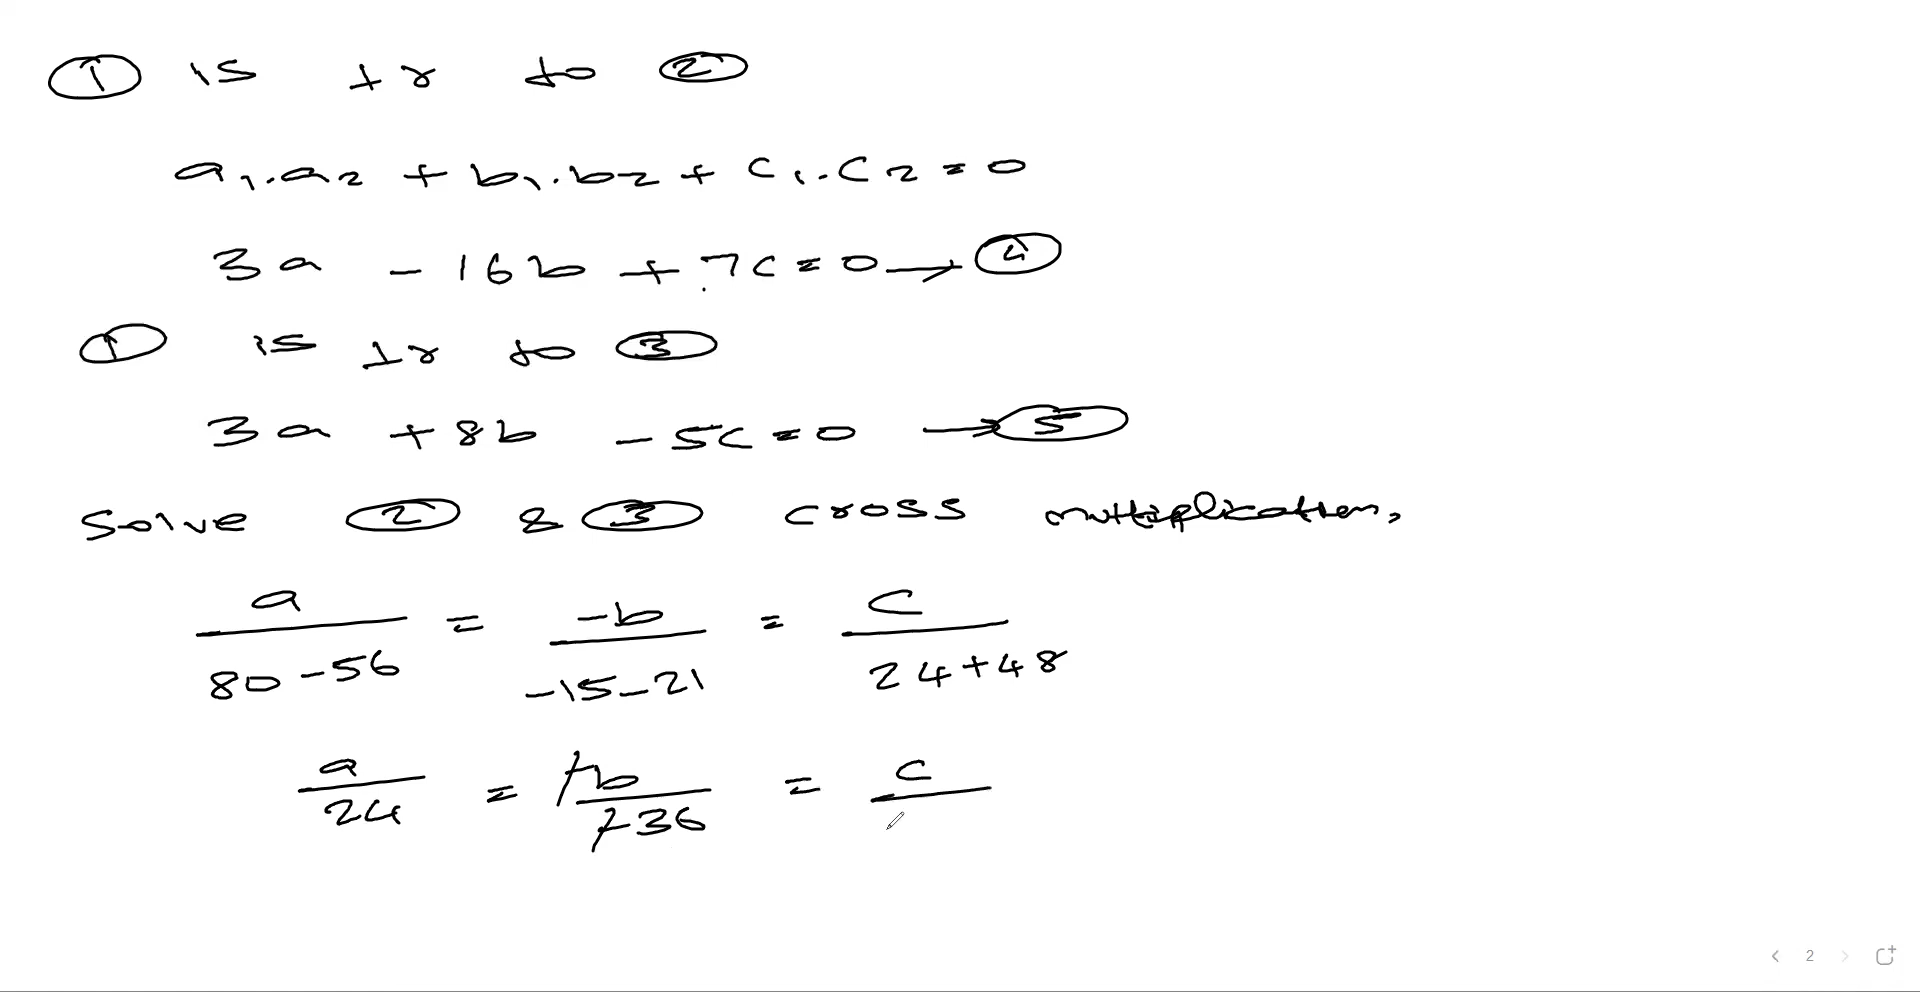 ① is ⊥r to ②
a₁.a₂ + b₁.b₂ + c₁.c₂ = 0
3a - 16b + 7c = 0 → ④
① is ⊥r to ③
3a + 8b - 5c = 0 → ⑤
Solve ② & ③ cross multiplication,
a/(80-56) = -b/(-15-21) = c/(24+48)
a/24 = -b/-36 = c/
2